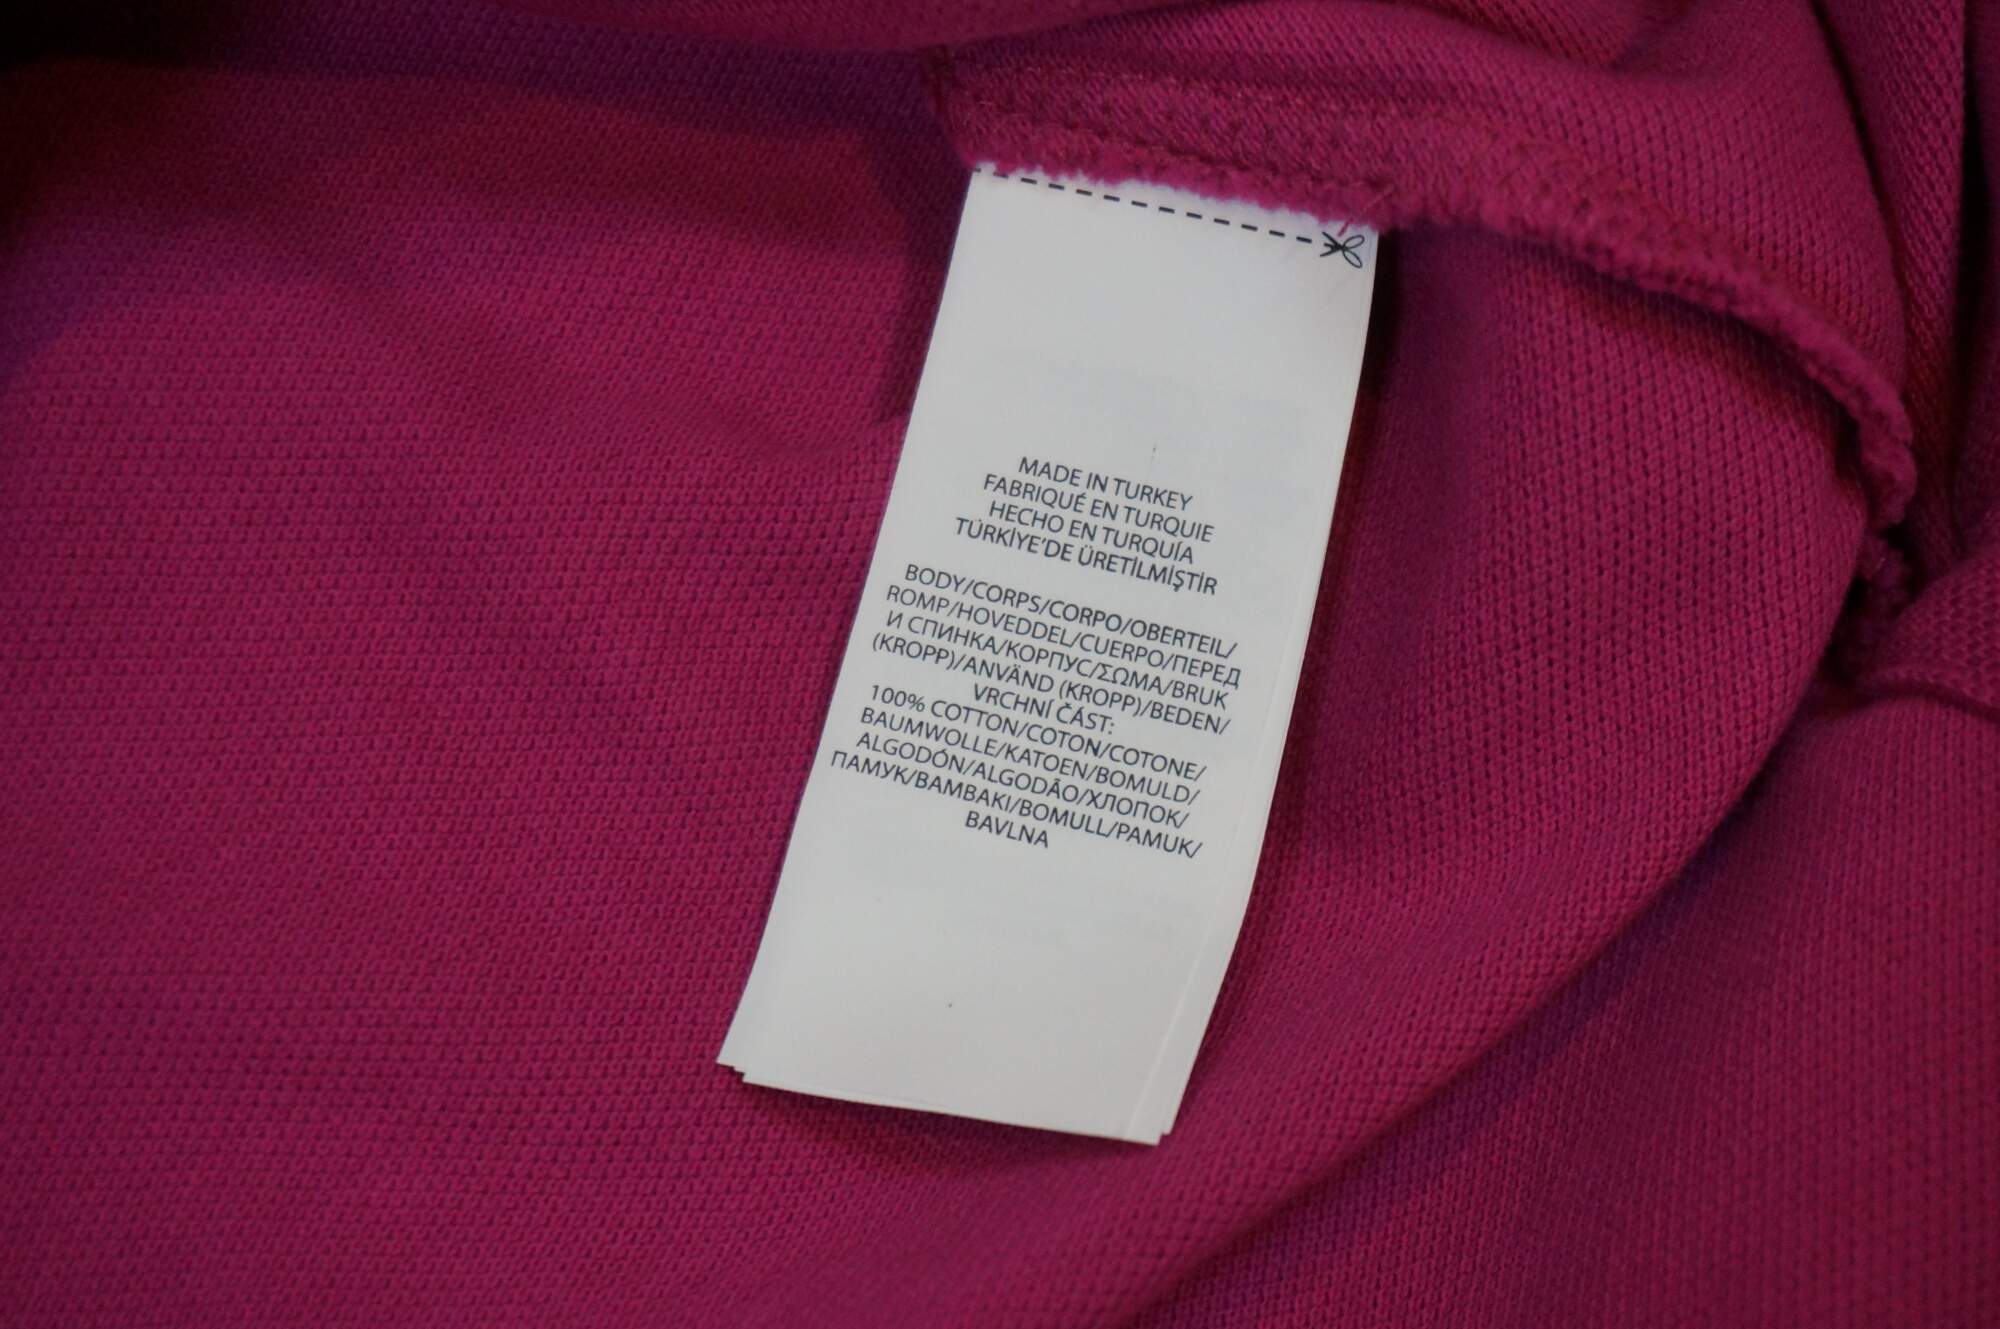 MADE IN TURKEY
FABRIQUÉ EN TURQUIE
HECHO EN TURQUÍA
TÜRKİYE'DE ÜRETİLMİŞTİR
BODY/CORPS/CORPO/OBERTEIL/
ROMP/HOVEDDEL/CUERPO/ПЕРЕД
И СПИНКА/КОРПУС/ΣΩΜΑ/BRUK
(KROPP)/ANVÄND (KROPP)/BEDEN/
VRCHNÍ ČÁST:
100% COTTON/COTON/COTONE/
BAUMWOLLE/KATOEN/BOMULD/
ALGODÓN/ALGODÃO/ХЛОПОК/
ПАМУК/ΒΑΜΒΑΚΙ/BOMULL/PAMUK/
BAVLNA